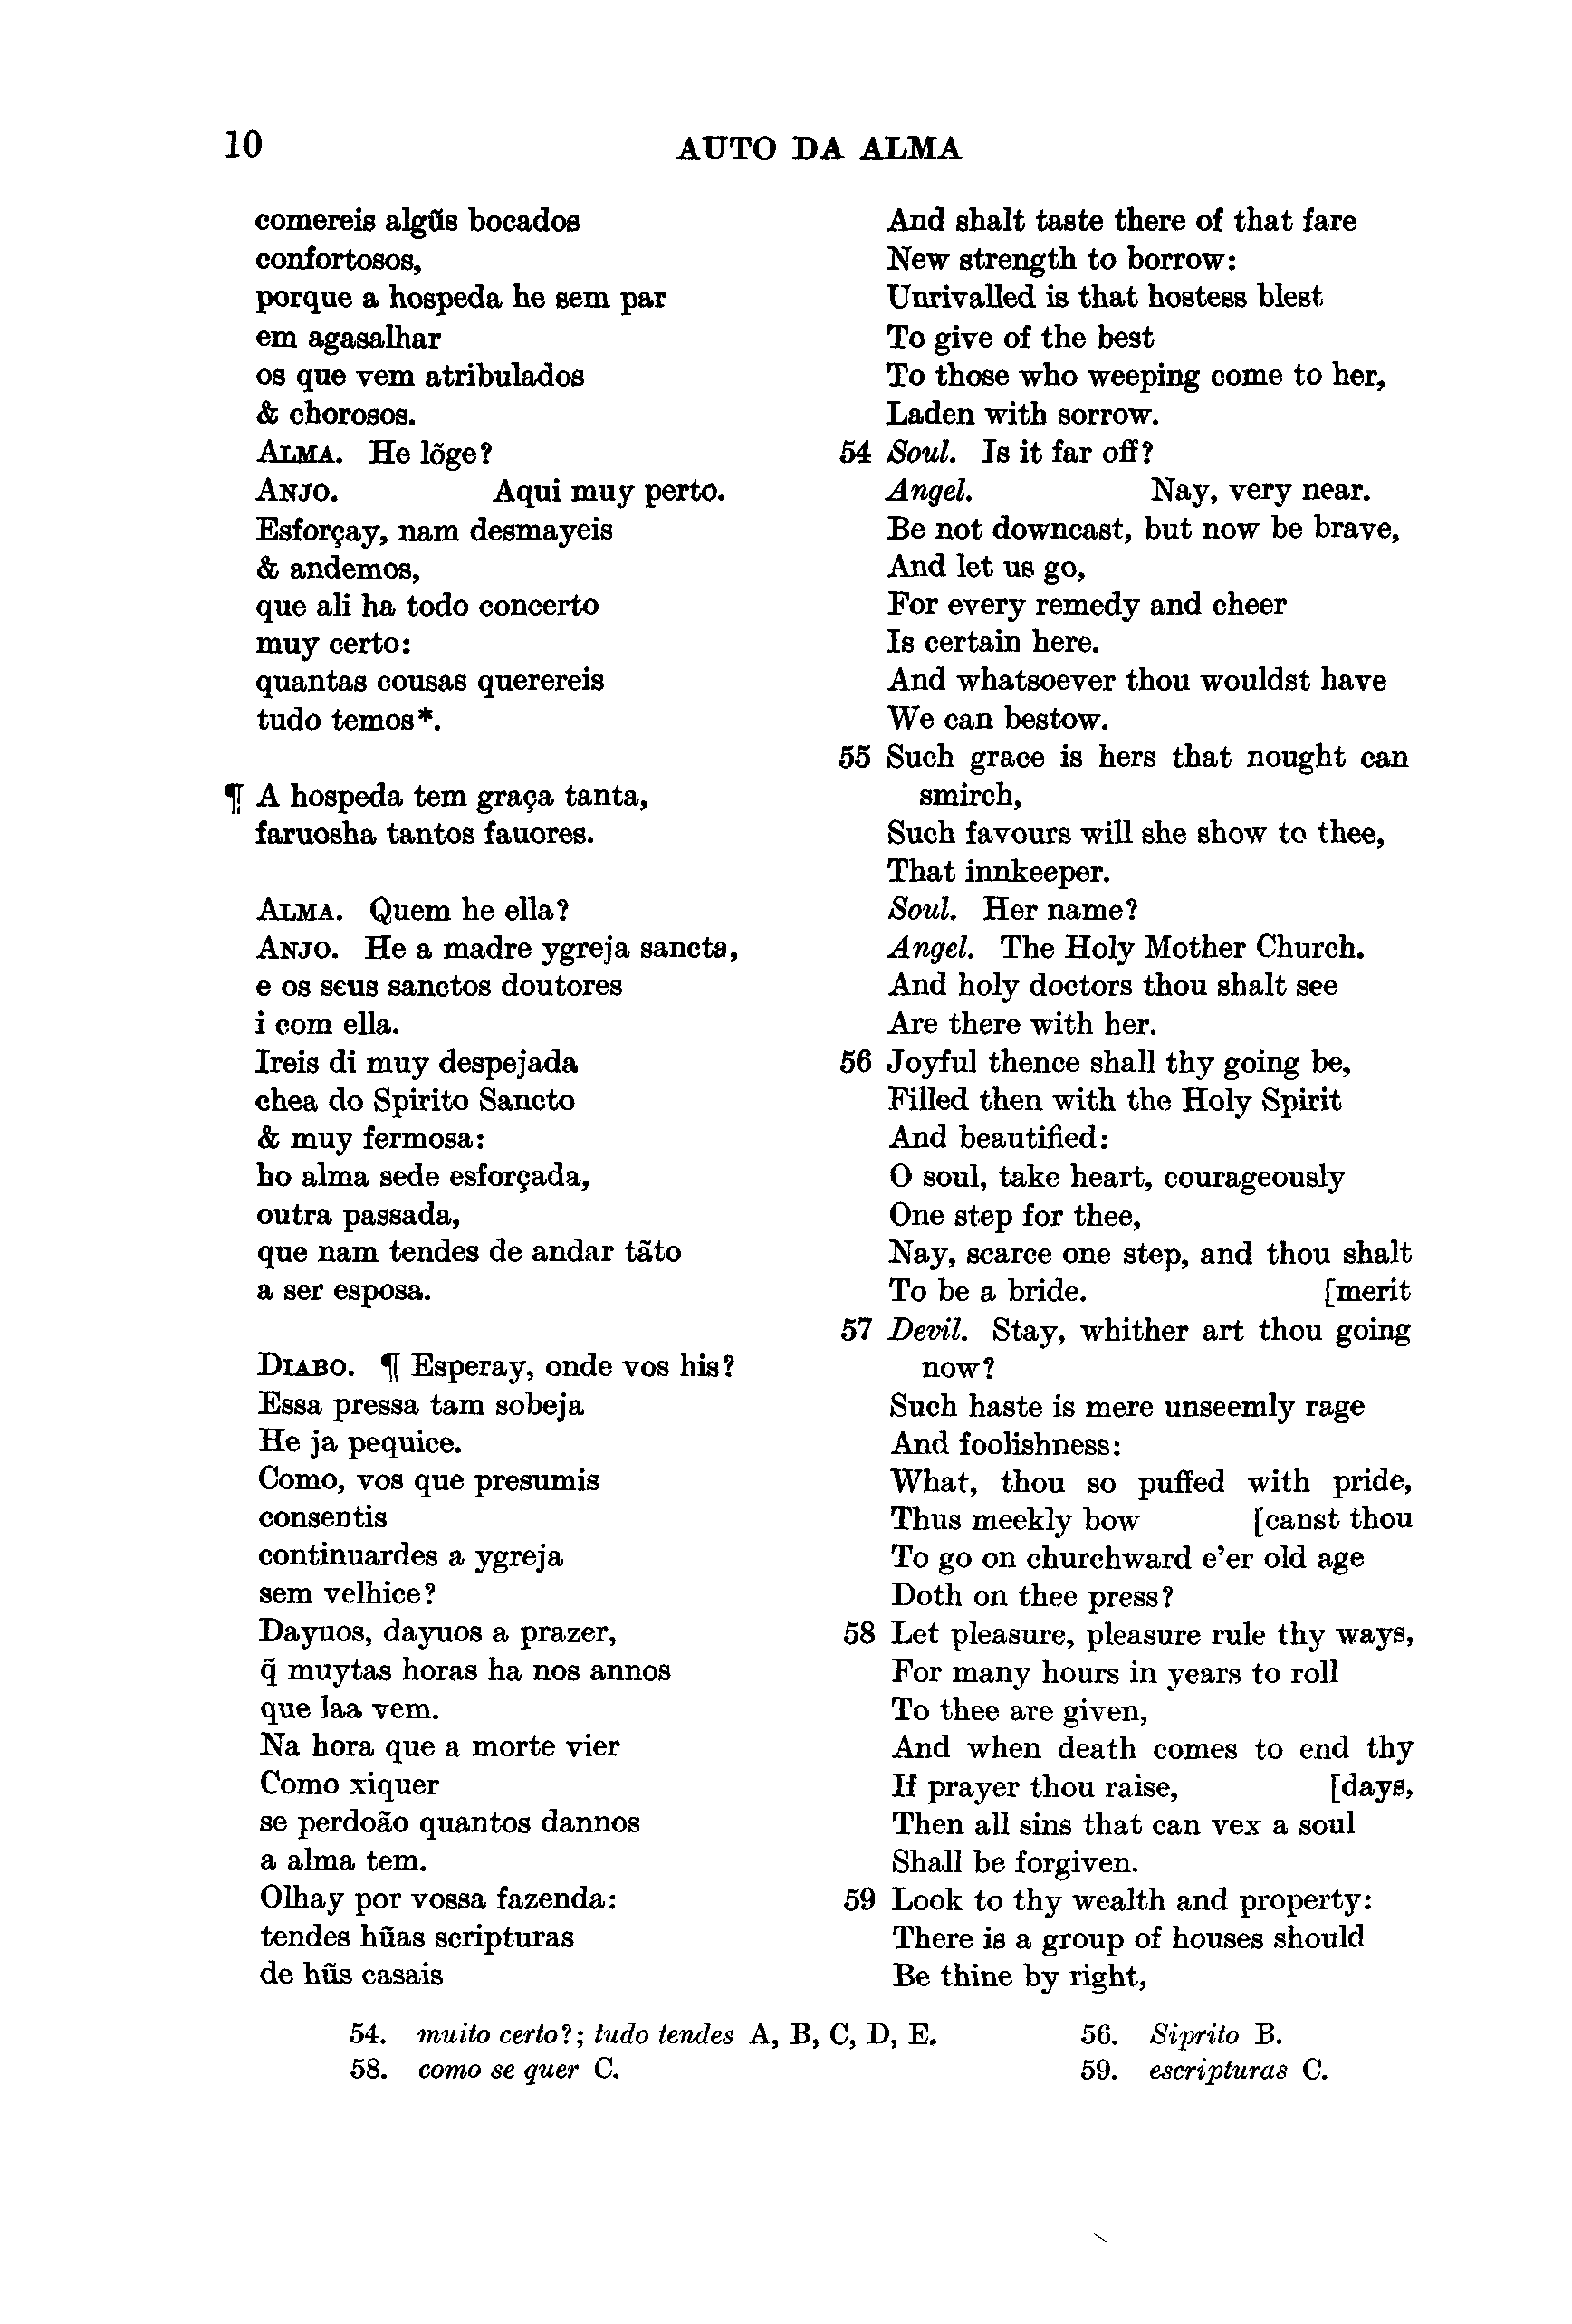 10
AUTO DA ALMA
comereis algũs bocados
confortosos,
porque a hospeda he sem par
em agasalhar
os que vem atribulados
& chorosos.
ALMA. He lõge?
ANJO. Aqui muy perto.
Esforçay, nam desmayeis
& andemos,
que ali ha todo concerto
muy certo:
quantas cousas querereis
tudo temos*.
¶ A hospeda tem graça tanta,
faruosha tantos fauores.
ALMA. Quem he ella?
ANJO. He a madre ygreja sancta,
e os seus sanctos doutores
i com ella.
Ireis di muy despejada
chea do Spirito Sancto
& muy fermosa:
ho alma sede esforçada,
outra passada,
que nam tendes de andar tãto
a ser esposa.
DIABO. ¶ Esperay, onde vos his?
Essa pressa tam sobeja
He ja pequice.
Como, vos que presumis
consentis
continuardes a ygreja
sem velhice?
Dayuos, dayuos a prazer,
q̃ muytas horas ha nos annos
que laa vem.
Na hora que a morte vier
Como xiquer
se perdoão quantos dannos
a alma tem.
Olhay por vossa fazenda:
tendes hũas scripturas
de hũs casais
And shalt taste there of that fare
New strength to borrow:
Unrivalled is that hostess blest
To give of the best
To those who weeping come to her,
Laden with sorrow.
54 Soul. Is it far off?
Angel. Nay, very near.
Be not downcast, but now be brave,
And let us go,
For every remedy and cheer
Is certain here.
And whatsoever thou wouldst have
We can bestow.
55 Such grace is hers that nought can
smirch,
Such favours will she show to thee,
That innkeeper.
Soul. Her name?
Angel. The Holy Mother Church.
And holy doctors thou shalt see
Are there with her.
56 Joyful thence shall thy going be,
Filled then with the Holy Spirit
And beautified:
O soul, take heart, courageously
One step for thee,
Nay, scarce one step, and thou shalt
To be a bride. [merit
57 Devil. Stay, whither art thou going
now?
Such haste is mere unseemly rage
And foolishness:
What, thou so puffed with pride,
Thus meekly bow [canst thou
To go on churchward e'er old age
Doth on thee press?
58 Let pleasure, pleasure rule thy ways,
For many hours in years to roll
To thee are given,
And when death comes to end thy
If prayer thou raise, [days,
Then all sins that can vex a soul
Shall be forgiven.
59 Look to thy wealth and property:
There is a group of houses should
Be thine by right,
54. muito certo?; tudo tendes A, B, C, D, E.
56. Siprito B.
58. como se quer C.
59. escripturas C.